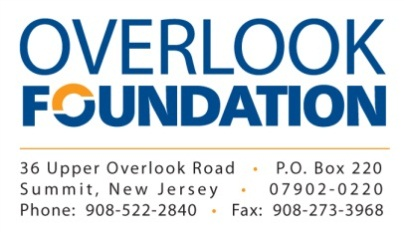 OVERLOOK
FOUNDATION
36 Upper Overlook Road • P.O. Box 220
Summit, New Jersey • 07902-0220
Phone: 908-522-2840 • Fax: 908-273-3968